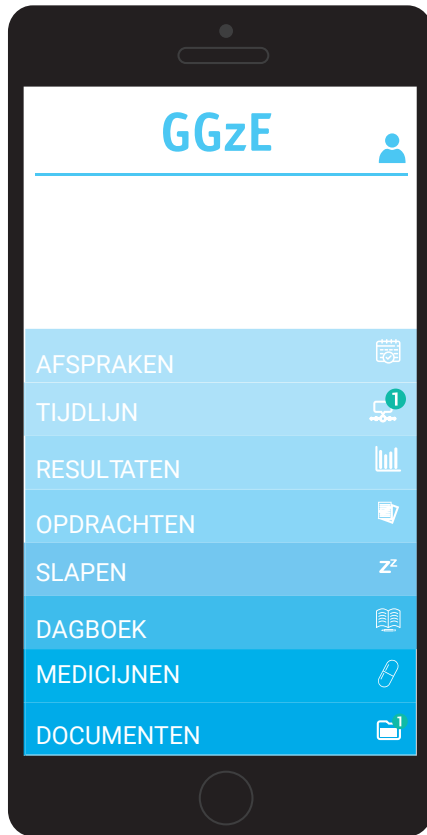 GGzE
AFSPRAKEN
TIJDLIJN 1
RESULTATEN
OPDRACHTEN
SLAPEN zz
DAGBOEK
MEDICIJNEN
DOCUMENTEN 1